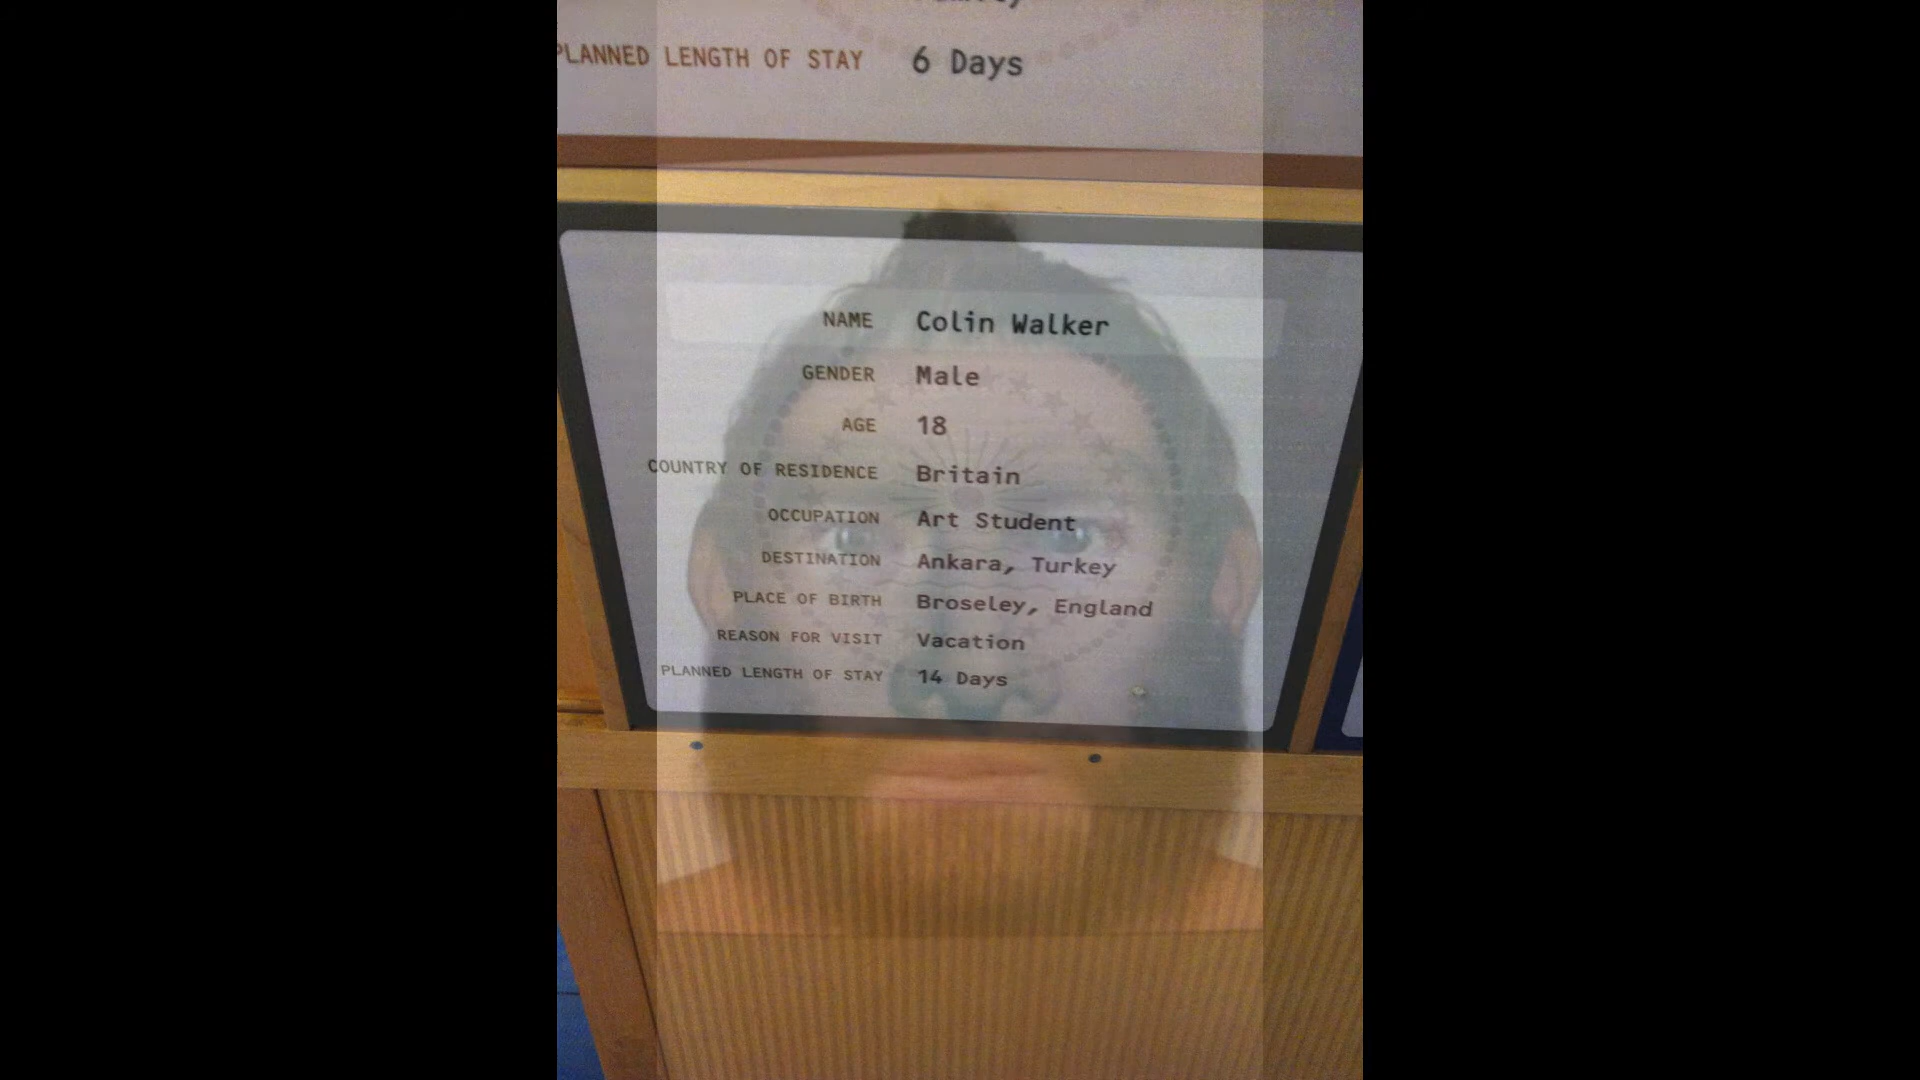 PLANNED LENGTH OF STAY 6 Days
NAME Colin Walker
GENDER Male
AGE 18
COUNTRY OF RESIDENCE Britain
OCCUPATION Art Student
DESTINATION Ankara, Turkey
PLACE OF BIRTH Broseley, England
REASON FOR VISIT Vacation
PLANNED LENGTH OF STAY 14 Days